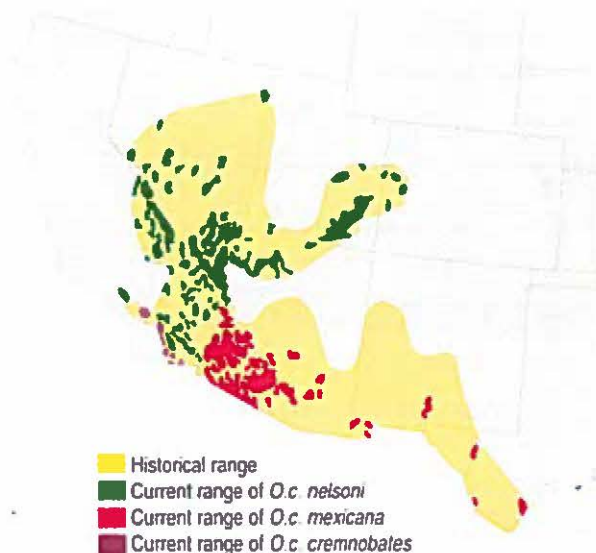 Historical range
Current range of O.c. nelsoni
Current range of O.c. mexicana
Current range of O.c. cremnobates